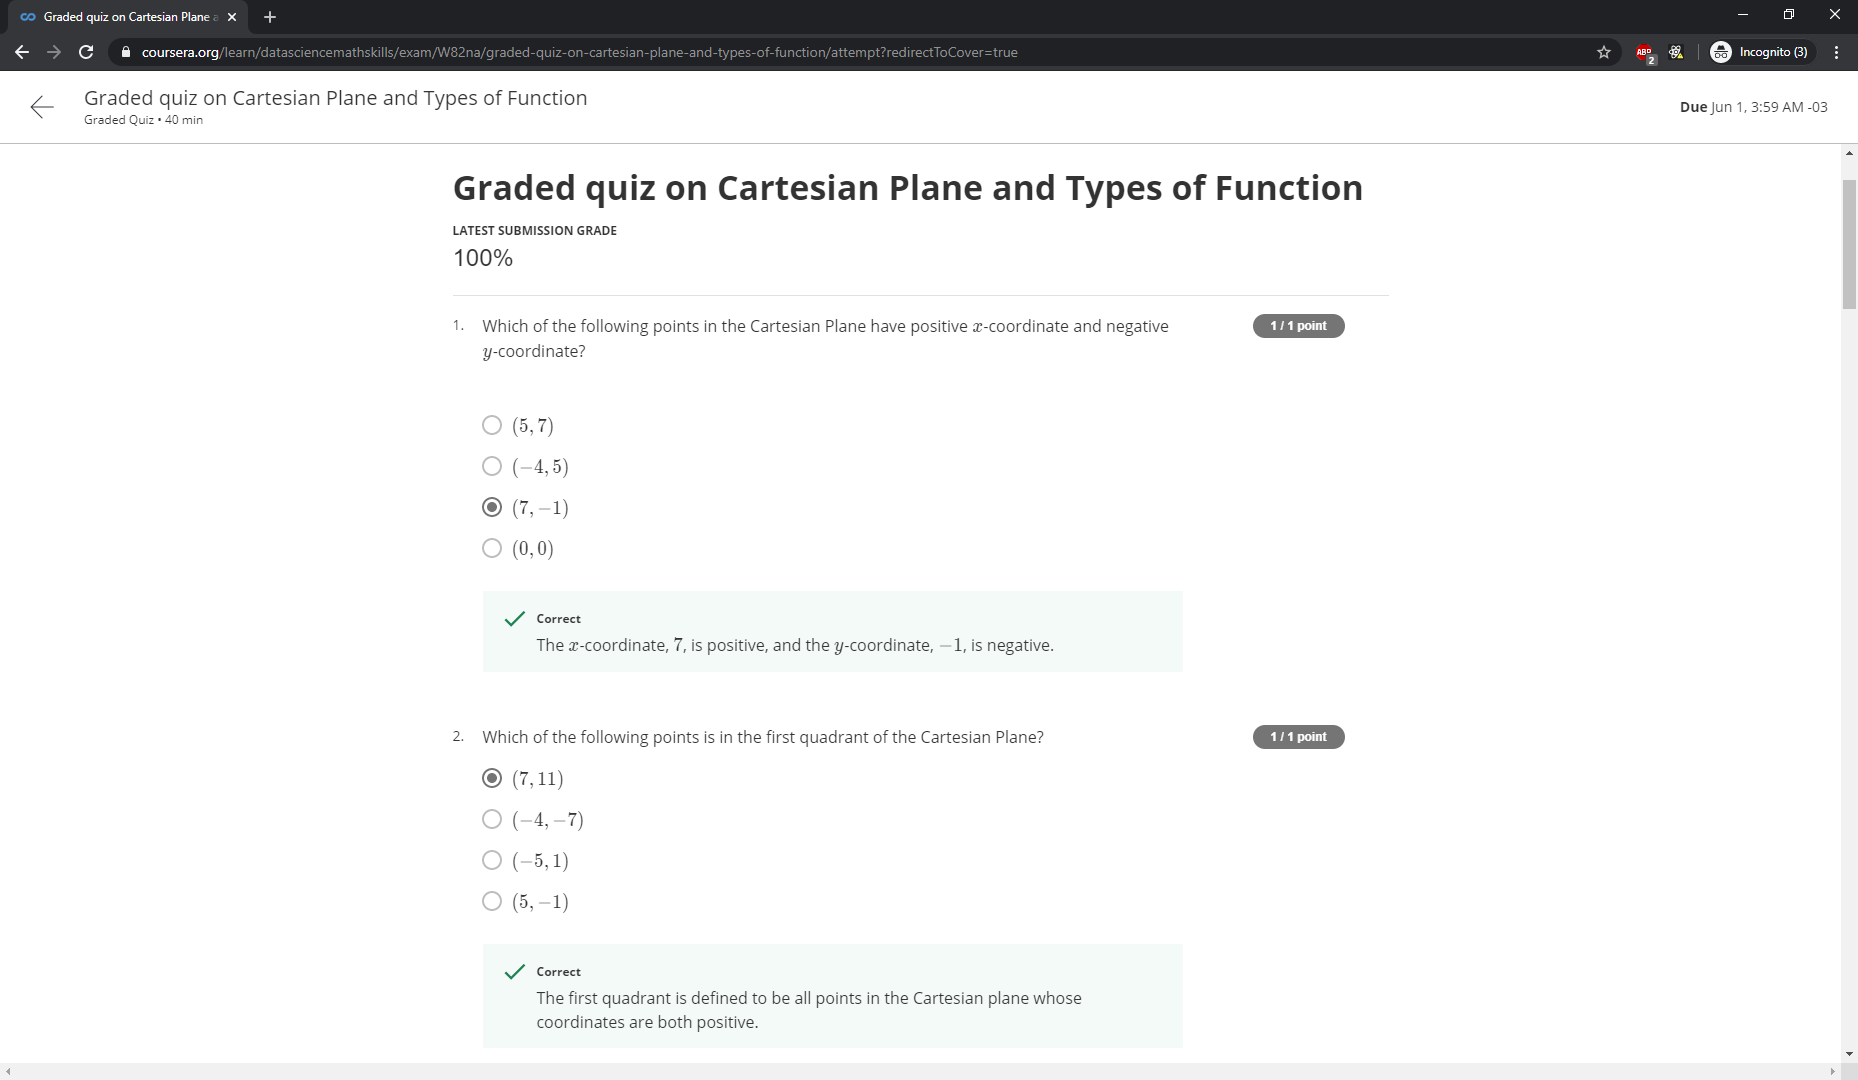 Graded quiz on Cartesian Plane a
coursera.org/learn/datasciencemathskills/exam/W82na/graded-quiz-on-cartesian-plane-and-types-of-function/attempt?redirectToCover=true
ABP
2
Incognito (3)
Graded quiz on Cartesian Plane and Types of Function
Graded Quiz • 40 min
Due Jun 1, 3:59 AM -03
Graded quiz on Cartesian Plane and Types of Function
LATEST SUBMISSION GRADE
100%
1. Which of the following points in the Cartesian Plane have positive x-coordinate and negative
y-coordinate?
1 / 1 point
(5, 7)
(−4, 5)
(7, −1)
(0, 0)
Correct
The x-coordinate, 7, is positive, and the y-coordinate, −1, is negative.
2. Which of the following points is in the first quadrant of the Cartesian Plane?
1 / 1 point
(7, 11)
(−4, −7)
(−5, 1)
(5, −1)
Correct
The first quadrant is defined to be all points in the Cartesian plane whose
coordinates are both positive.